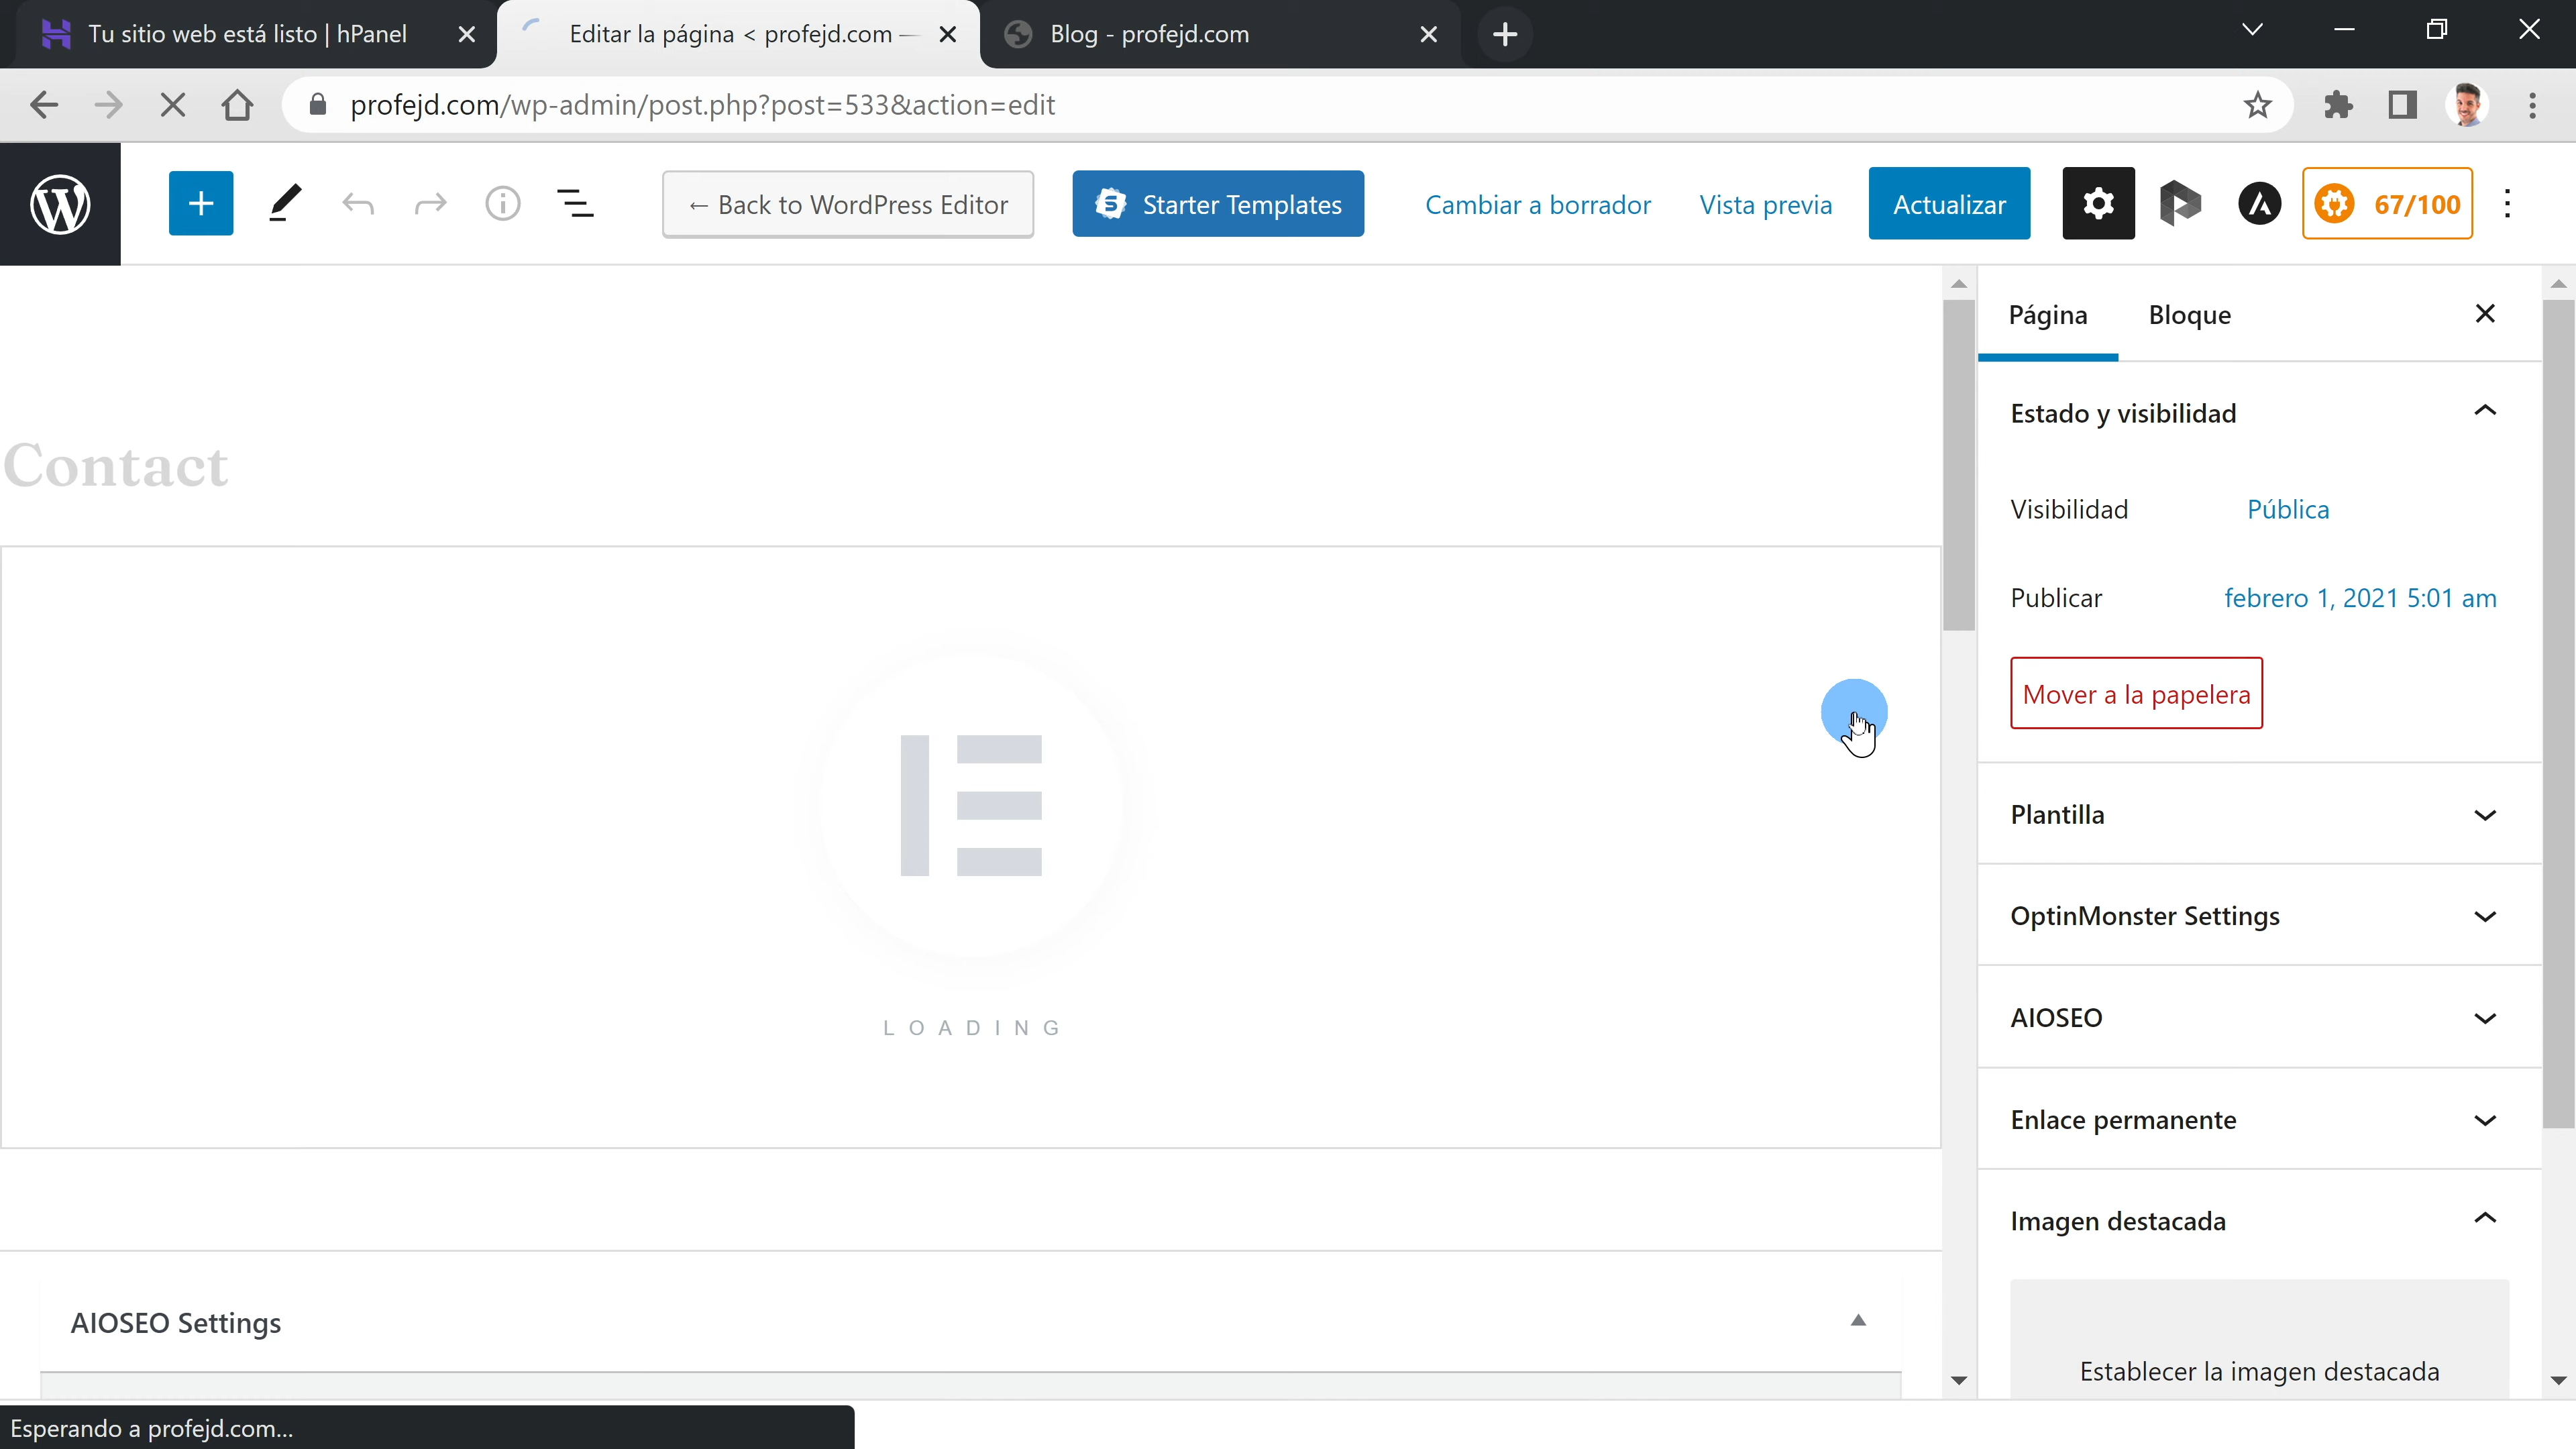 Tu sitio web está listo | hPanel
Editar la página < profejd.com —
Blog - profejd.com
profejd.com/wp-admin/post.php?post=533&action=edit
← Back to WordPress Editor
Starter Templates
Cambiar a borrador
Vista previa
Actualizar
67/100
Página
Bloque
Estado y visibilidad
Contact
Visibilidad
Pública
Publicar
febrero 1, 2021 5:01 am
Mover a la papelera
Plantilla
OptinMonster Settings
LOADING
AIOSEO
Enlace permanente
Imagen destacada
AIOSEO Settings
Establecer la imagen destacada
Esperando a profejd.com...